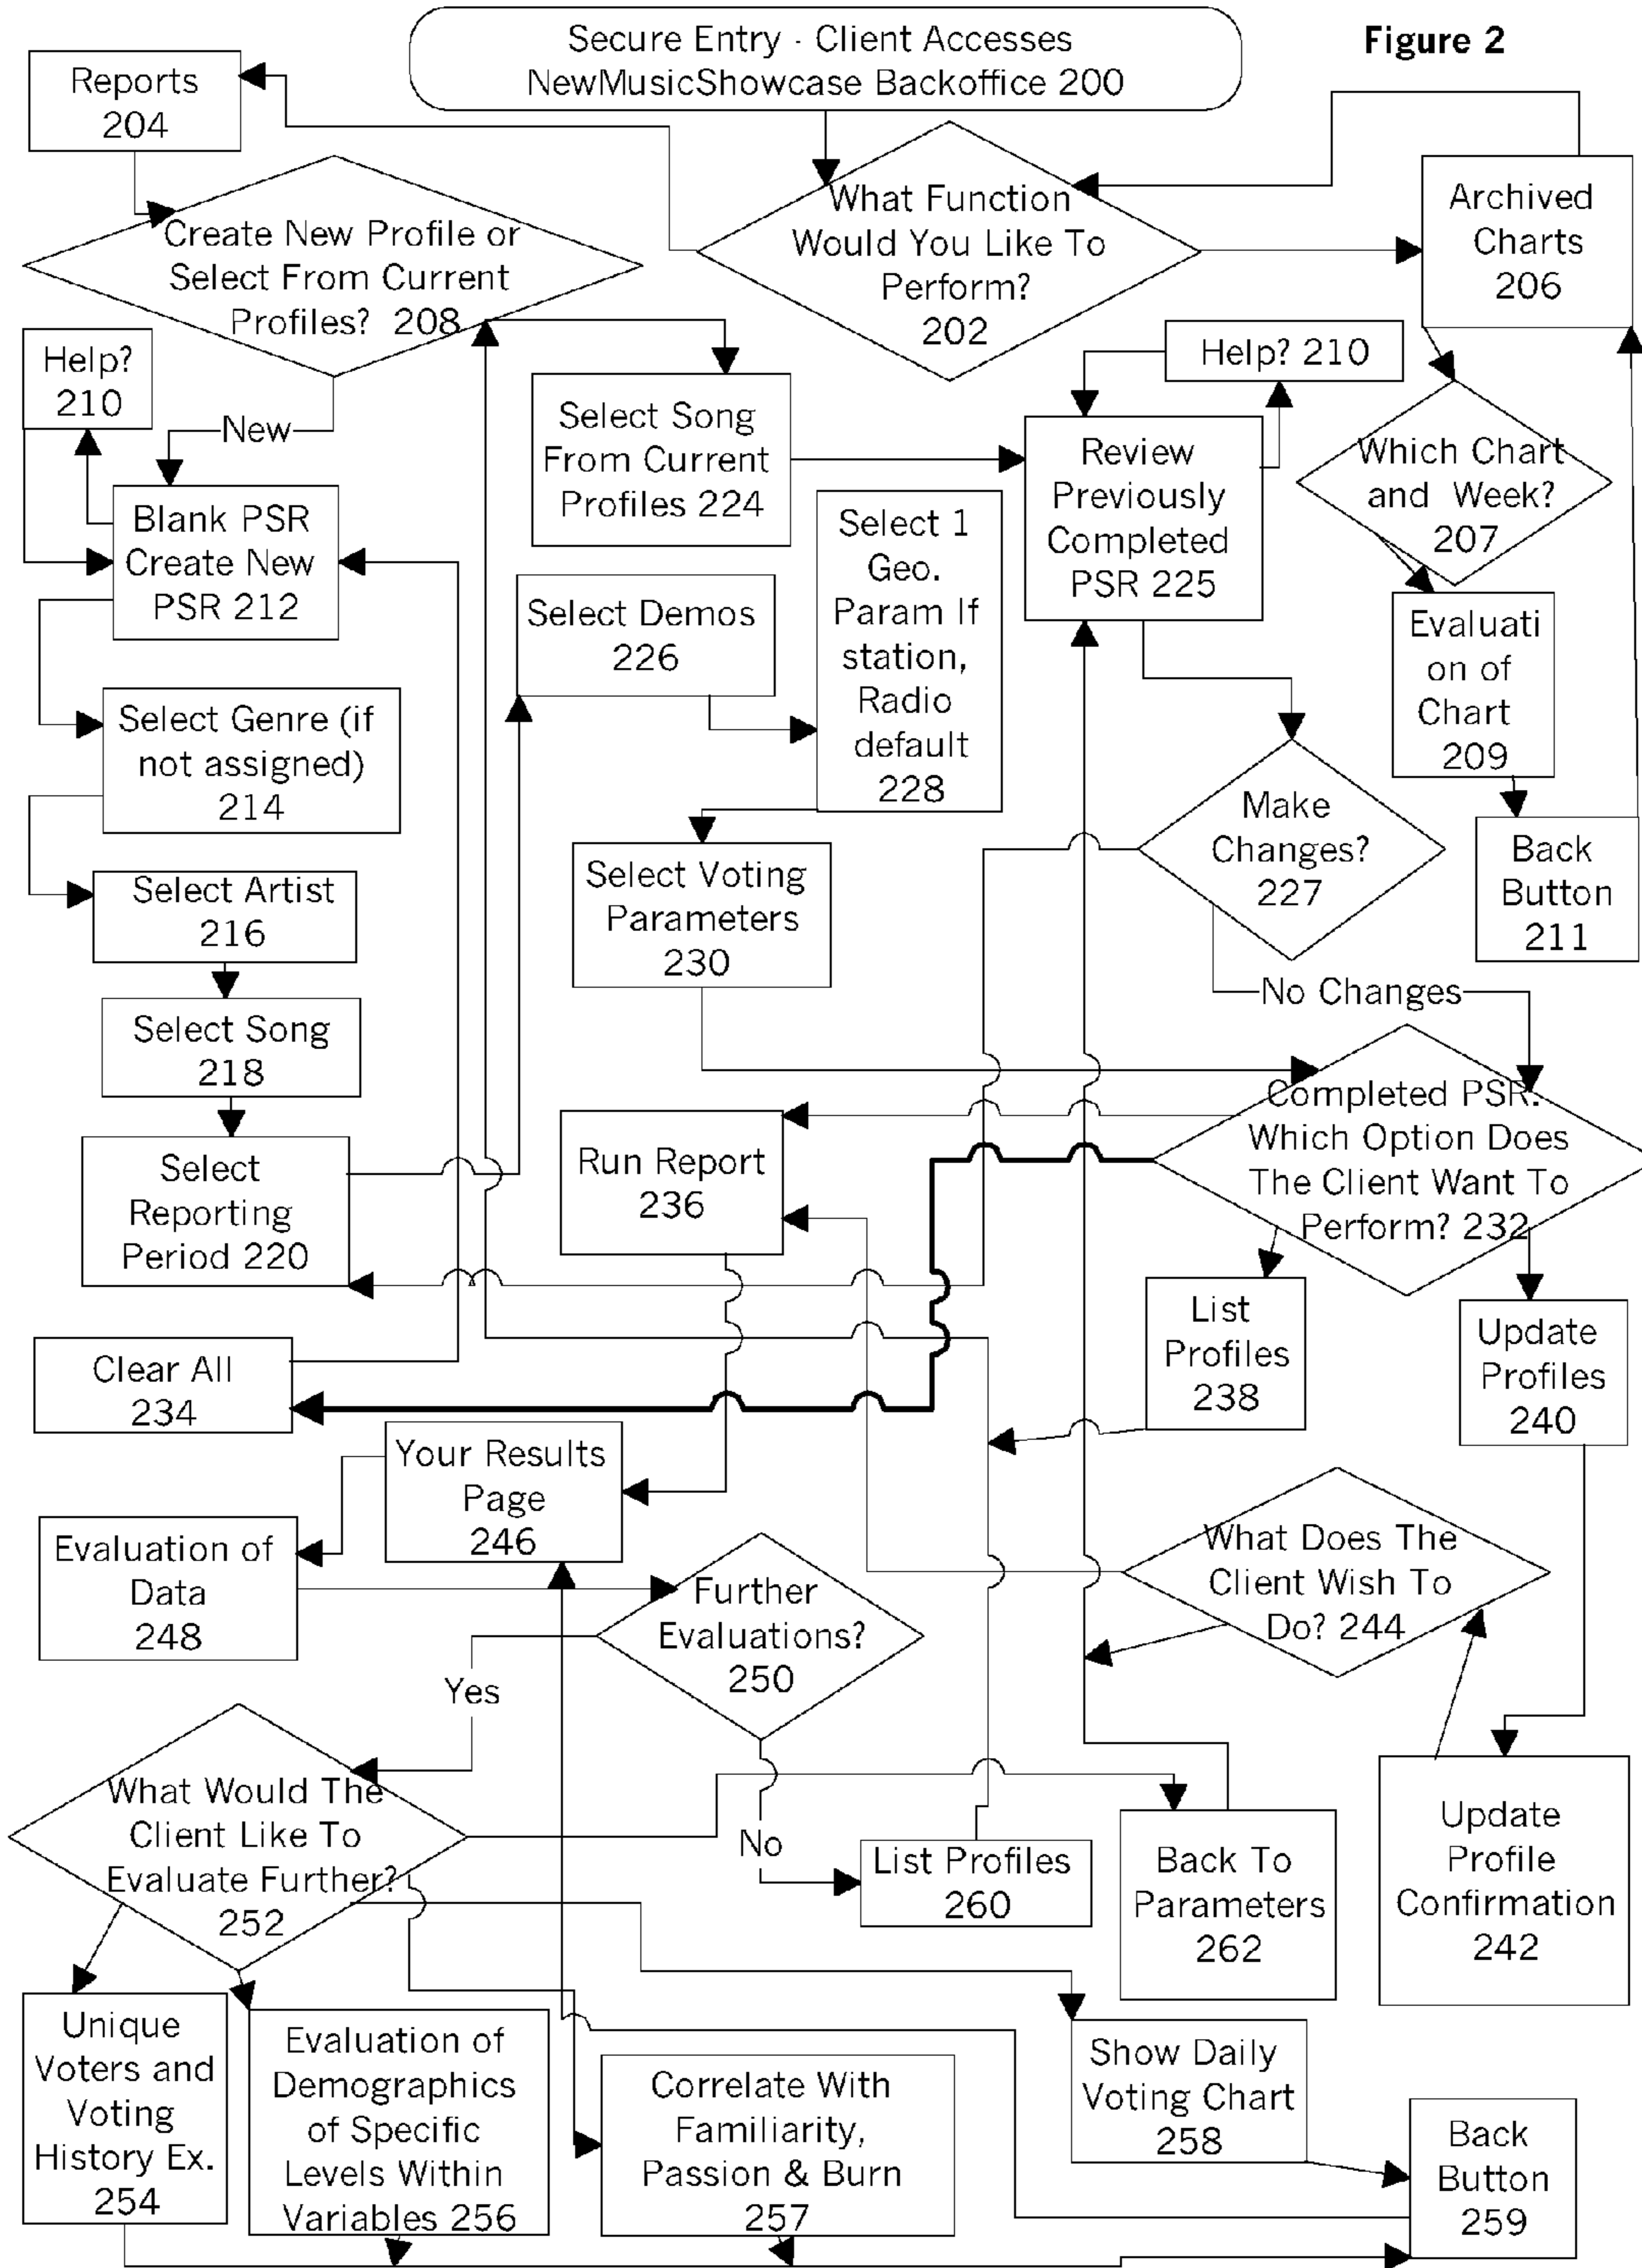 Secure Entry - Client Accesses
NewMusicShowcase Backoffice 200
Figure 2
Reports
204
What Function
Would You Like To
Perform?
202
Archived
Charts
206
Create New Profile or
Select From Current
Profiles? 208
Help?
210
New
Blank PSR
Create New
PSR 212
Select Song
From Current
Profiles 224
Help? 210
Review
Previously
Completed
PSR 225
Which Chart
and Week?
207
Select Demos
226
Select 1
Geo.
Param If
station,
Radio
default
228
Evaluati
on of
Chart
209
Select Genre (if
not assigned)
214
Make
Changes?
227
Back
Button
211
Select Artist
216
Select Voting
Parameters
230
No Changes
Select Song
218
Completed PSR.
Which Option Does
The Client Want To
Perform? 232
Run Report
236
Select
Reporting
Period 220
List
Profiles
238
Update
Profiles
240
Clear All
234
Your Results
Page
246
Evaluation of
Data
248
Further
Evaluations?
250
What Does The
Client Wish To
Do? 244
Yes
No
What Would The
Client Like To
Evaluate Further?
252
List Profiles
260
Back To
Parameters
262
Update
Profile
Confirmation
242
Unique
Voters and
Voting
History Ex.
254
Evaluation of
Demographics
of Specific
Levels Within
Variables 256
Correlate With
Familiarity,
Passion & Burn
257
Show Daily
Voting Chart
258
Back
Button
259